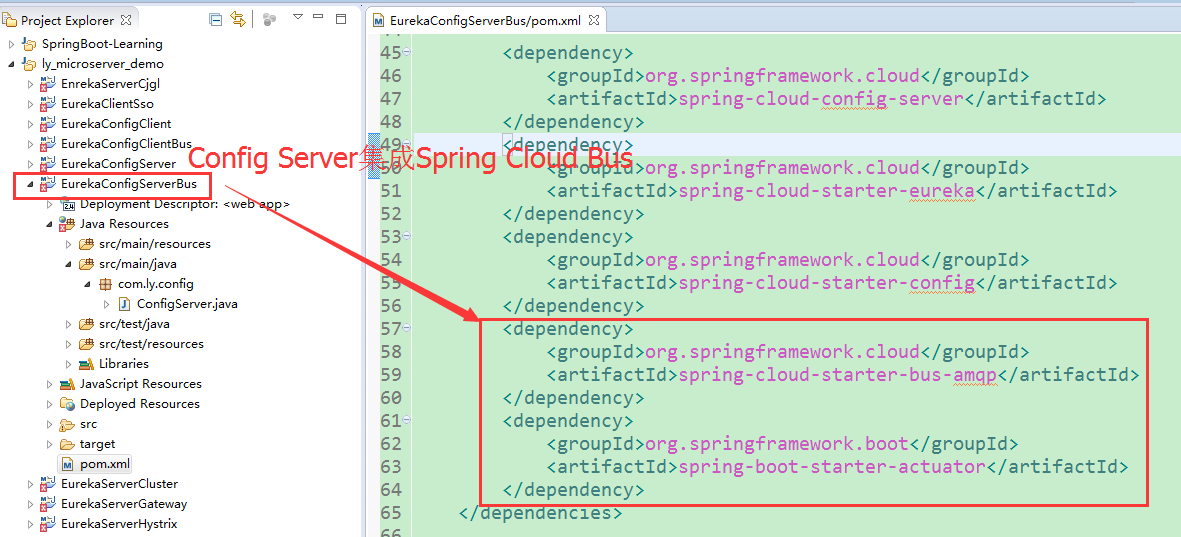 Project Explorer
SpringBoot-Learning
ly_microserver_demo
EnrekaServerCjgl
EurekaClientSso
EurekaConfigClient
EurekaConfigClientBus
EurekaConfigServer
EurekaConfigServerBus
Deployment Descriptor: <web app>
Java Resources
src/main/resources
src/main/java
com.ly.config
ConfigServer.java
src/test/java
src/test/resources
Libraries
JavaScript Resources
Deployed Resources
src
target
pom.xml
EurekaServerCluster
EurekaServerGateway
EurekaServerHystrix
Config Server集成Spring Cloud Bus
EurekaConfigServerBus/pom.xml
45 <dependency>
46 <groupId>org.springframework.cloud</groupId>
47 <artifactId>spring-cloud-config-server</artifactId>
48 </dependency>
49 <dependency>
50 <groupId>org.springframework.cloud</groupId>
51 <artifactId>spring-cloud-starter-eureka</artifactId>
52 </dependency>
53 <dependency>
54 <groupId>org.springframework.cloud</groupId>
55 <artifactId>spring-cloud-starter-config</artifactId>
56 </dependency>
57 <dependency>
58 <groupId>org.springframework.cloud</groupId>
59 <artifactId>spring-cloud-starter-bus-amqp</artifactId>
60 </dependency>
61 <dependency>
62 <groupId>org.springframework.boot</groupId>
63 <artifactId>spring-boot-starter-actuator</artifactId>
64 </dependency>
65 </dependencies>
66